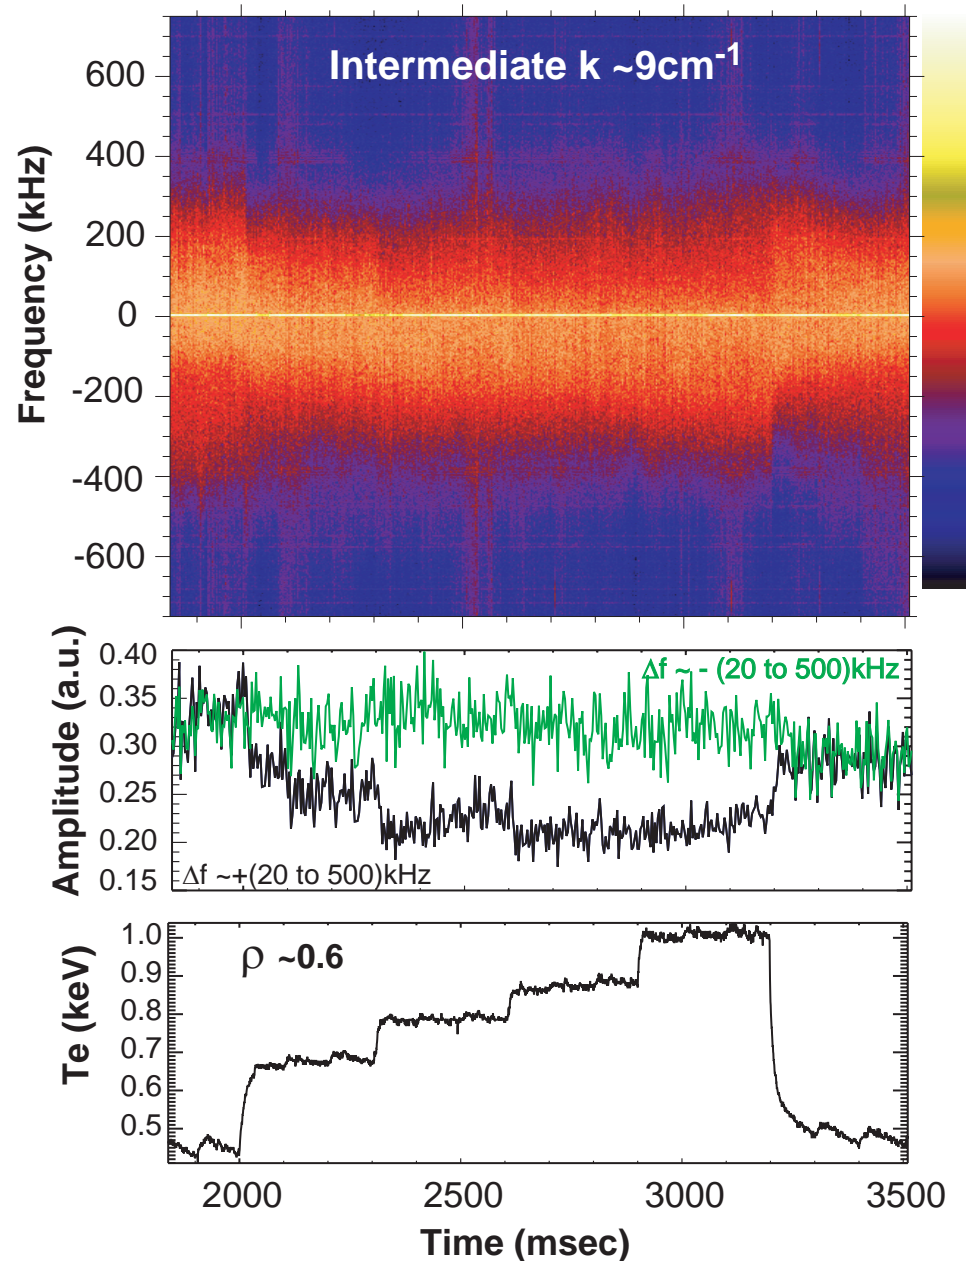 Intermediate k ~9cm-1
Frequency (kHz)
600
400
200
0
-200
-400
-600
Amplitude (a.u.)
0.40
0.35
0.30
0.25
0.20
0.15
Δf ~ - (20 to 500)kHz
Δf ~+(20 to 500)kHz
Te (keV)
1.0
0.9
0.8
0.7
0.6
0.5
ρ ~0.6
2000 2500 3000 3500
Time (msec)